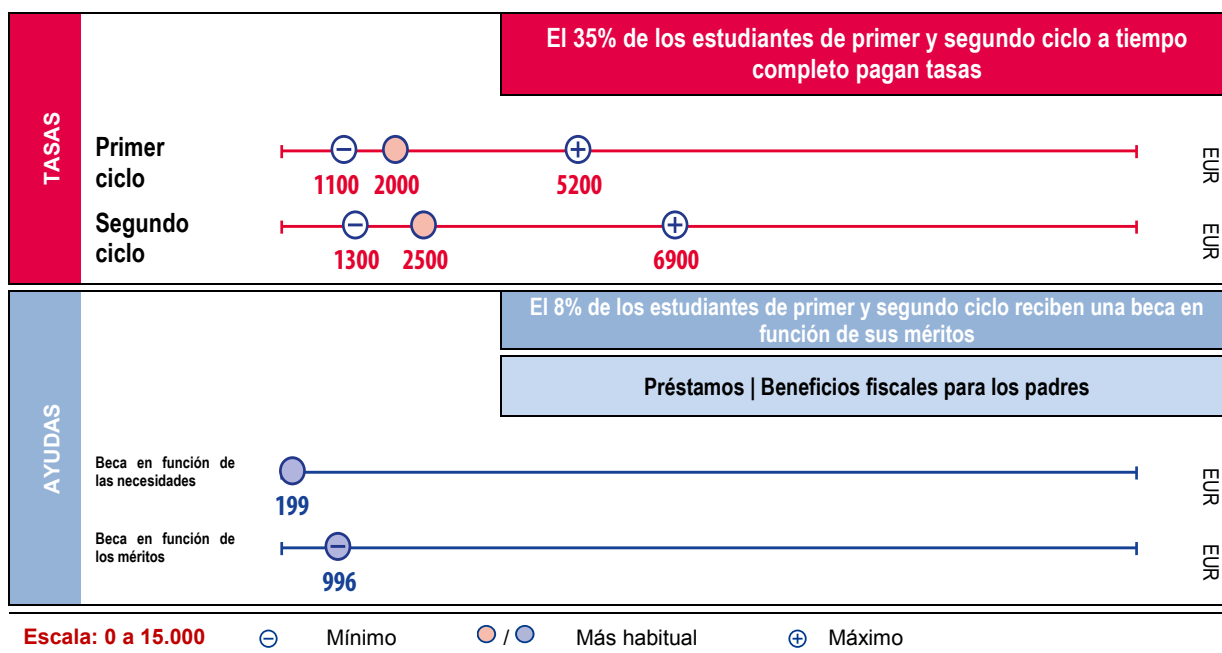 El 35% de los estudiantes de primer y segundo ciclo a tiempo
completo pagan tasas
TASAS
Primer
ciclo
1100 2000 5200
EUR
Segundo
ciclo
1300 2500 6900
EUR
El 8% de los estudiantes de primer y segundo ciclo reciben una beca en
función de sus méritos
Préstamos | Beneficios fiscales para los padres
AYUDAS
Beca en función de
las necesidades
199
EUR
Beca en función de
los méritos
996
EUR
Escala: 0 a 15.000 Mínimo / Más habitual Máximo